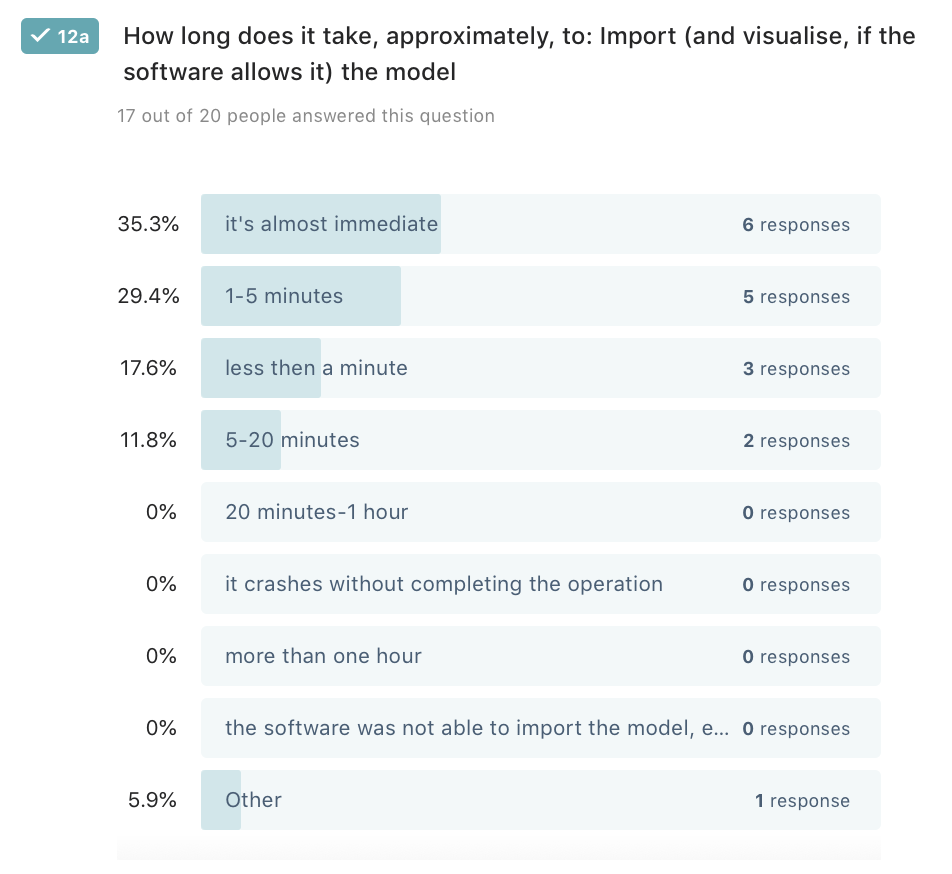 12a
How long does it take, approximately, to: Import (and visualise, if the
software allows it) the model
17 out of 20 people answered this question
35.3% it's almost immediate 6 responses
29.4% 1-5 minutes 5 responses
17.6% less then a minute 3 responses
11.8% 5-20 minutes 2 responses
0% 20 minutes-1 hour 0 responses
0% it crashes without completing the operation 0 responses
0% more than one hour 0 responses
0% the software was not able to import the model, e... 0 responses
5.9% Other 1 response